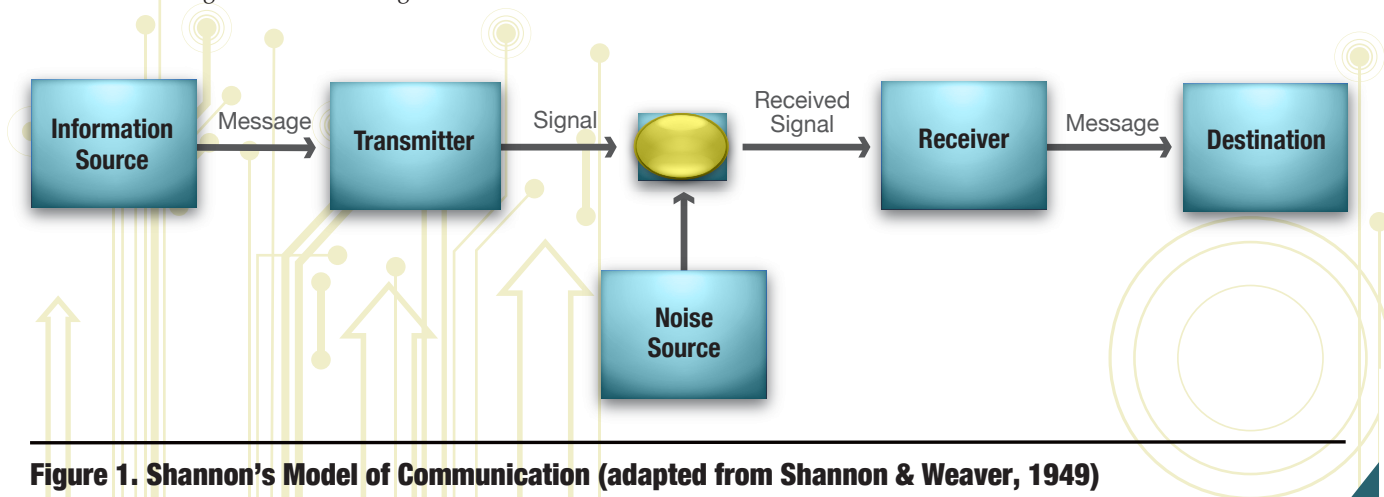 Information
Source
Message
Transmitter
Signal
Received
Signal
Receiver
Message
Destination
Noise
Source
Figure 1. Shannon’s Model of Communication (adapted from Shannon & Weaver, 1949)